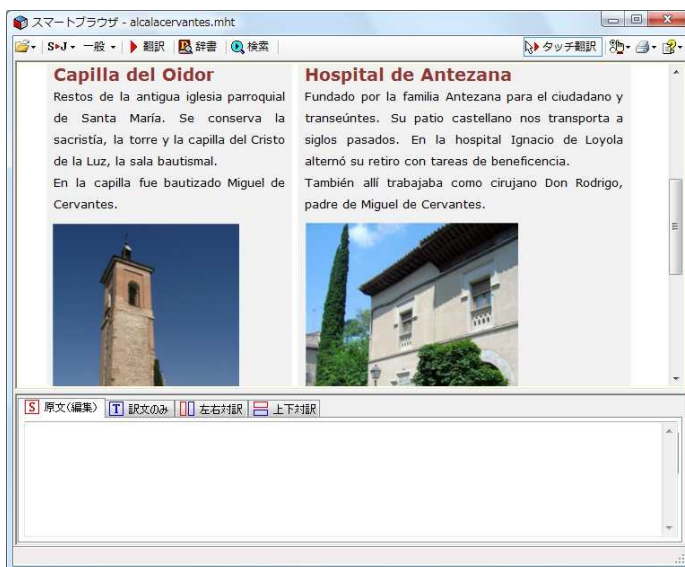 スマートブラウザ - alcalacervantes.mht
S▸J 一般 翻訳 辞書 検索 タッチ翻訳
Capilla del Oidor
Restos de la antigua iglesia parroquial
de Santa María. Se conserva la
sacristía, la torre y la capilla del Cristo
de la Luz, la sala bautismal.
En la capilla fue bautizado Miguel de
Cervantes.
Hospital de Antezana
Fundado por la familia Antezana para el ciudadano y
transeúntes. Su patio castellano nos transporta a
siglos pasados. En la hospital Ignacio de Loyola
alternó su retiro con tareas de beneficencia.
También allí trabajaba como cirujano Don Rodrigo,
padre de Miguel de Cervantes.
S 原文(編集) T 訳文のみ 左右対訳 上下対訳